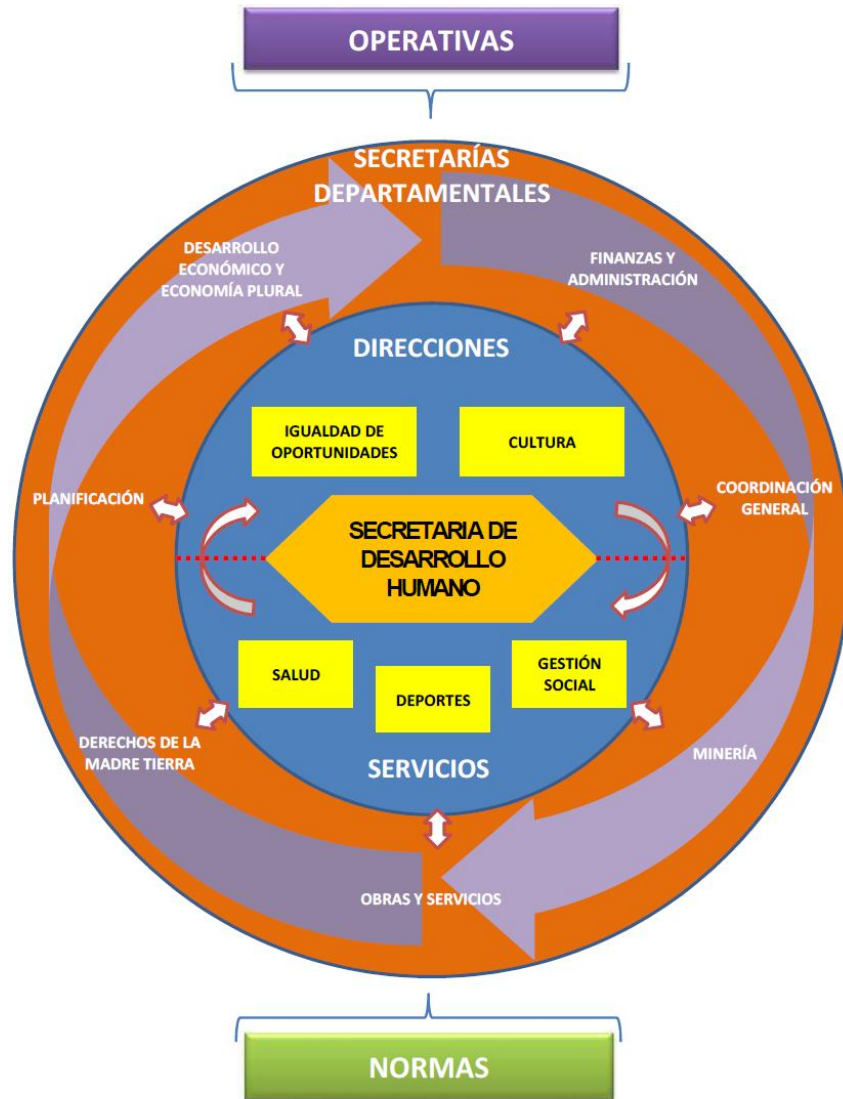 OPERATIVAS
SECRETARÍAS
DEPARTAMENTALES
DESARROLLO
ECONÓMICO Y
ECONOMÍA PLURAL
FINANZAS Y
ADMINISTRACIÓN
DIRECCIONES
IGUALDAD DE
OPORTUNIDADES
CULTURA
PLANIFICACIÓN
COORDINACIÓN
GENERAL
SECRETARIA DE
DESARROLLO
HUMANO
SALUD
DEPORTES
GESTIÓN
SOCIAL
DERECHOS DE LA
MADRE TIERRA
MINERÍA
SERVICIOS
OBRAS Y SERVICIOS
NORMAS